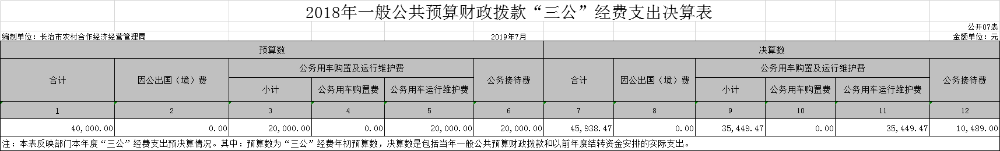 2018年一般公共预算财政拨款“三公”经费支出决算表
公开07表
编制单位：长治市农村合作经济经营管理局 2019年7月 金额单位：元
预算数 决算数
合计 因公出国（境）费 公务用车购置及运行维护费 公务接待费 合计 因公出国（境）费 公务用车购置及运行维护费 公务接待费
小计 公务用车购置费 公务用车运行维护费 小计 公务用车购置费 公务用车运行维护费
1 2 3 4 5 6 7 8 9 10 11 12
40,000.00 0.00 20,000.00 0.00 20,000.00 20,000.00 45,938.47 0.00 35,449.47 0.00 35,449.47 10,489.00
注：本表反映部门本年度“三公”经费支出预决算情况。其中：预算数为“三公”经费年初预算数，决算数是包括当年一般公共预算财政拨款和以前年度结转资金安排的实际支出。